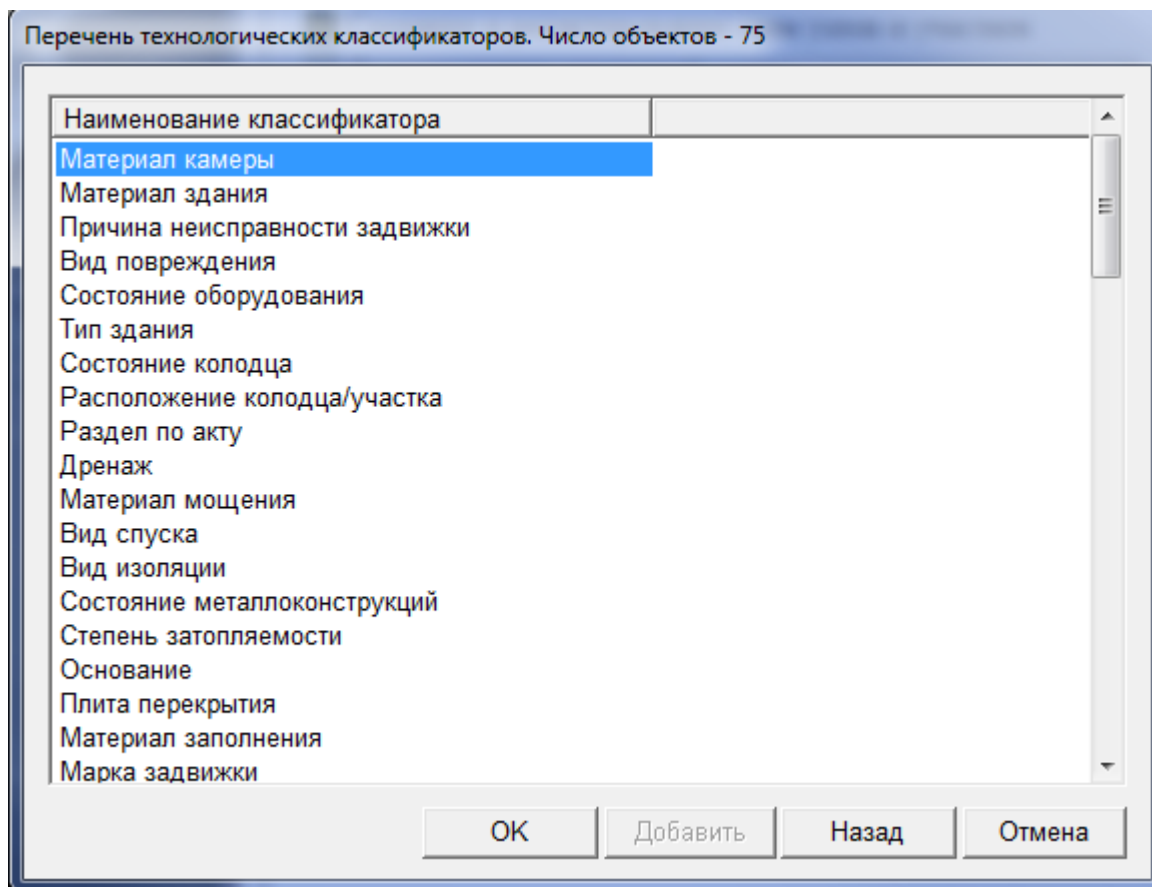 Перечень технологических классификаторов. Число объектов - 75
Наименование классификатора
Материал камеры
Материал здания
Причина неисправности задвижки
Вид повреждения
Состояние оборудования
Тип здания
Состояние колодца
Расположение колодца/участка
Раздел по акту
Дренаж
Материал мощения
Вид спуска
Вид изоляции
Состояние металлоконструкций
Степень затопляемости
Основание
Плита перекрытия
Материал заполнения
Марка задвижки
OK Добавить Назад Отмена